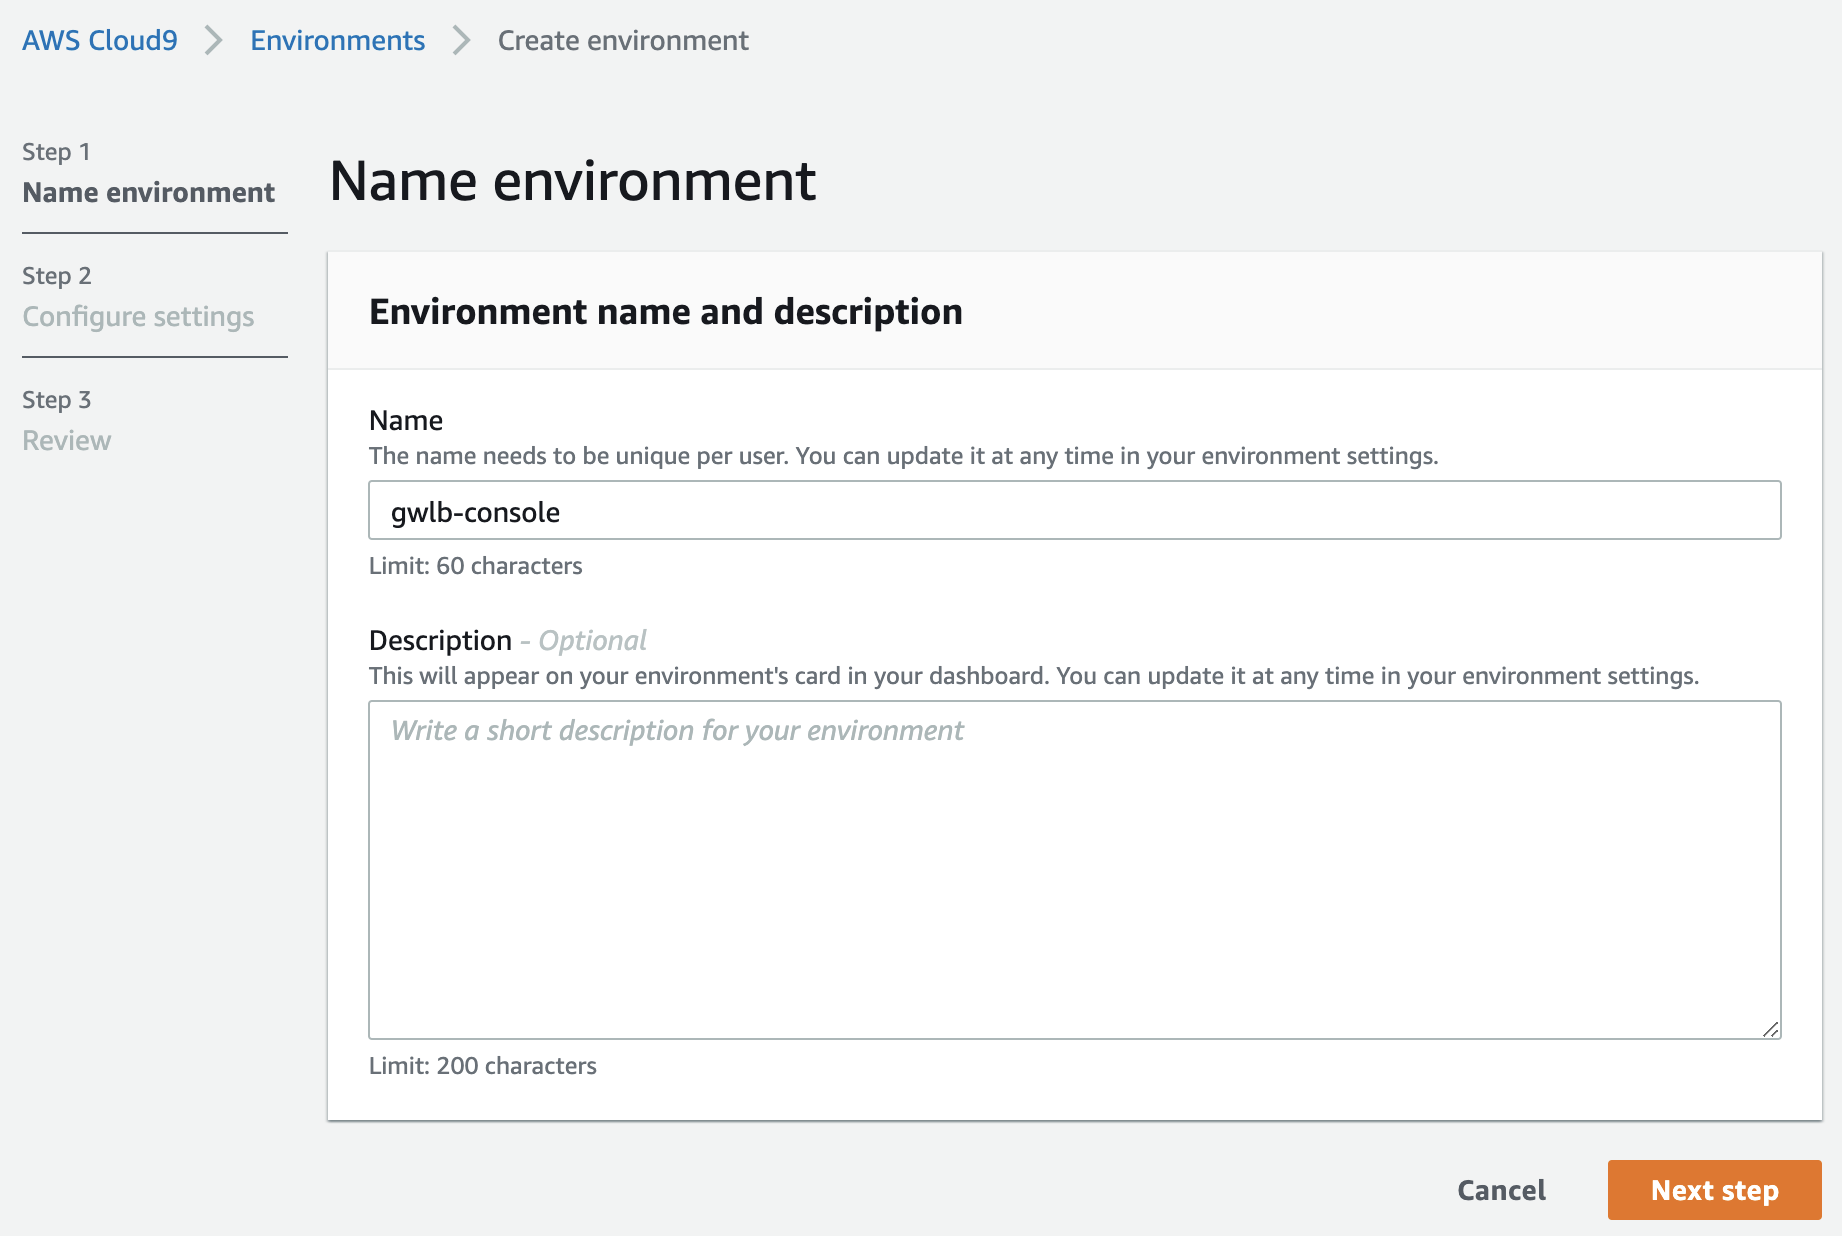 AWS Cloud9 > Environments > Create environment
Step 1
Name environment
Step 2
Configure settings
Step 3
Review
Name environment
Environment name and description
Name
The name needs to be unique per user. You can update it at any time in your environment settings.
gwlb-console
Limit: 60 characters
Description - Optional
This will appear on your environment's card in your dashboard. You can update it at any time in your environment settings.
Write a short description for your environment
Limit: 200 characters
Cancel
Next step